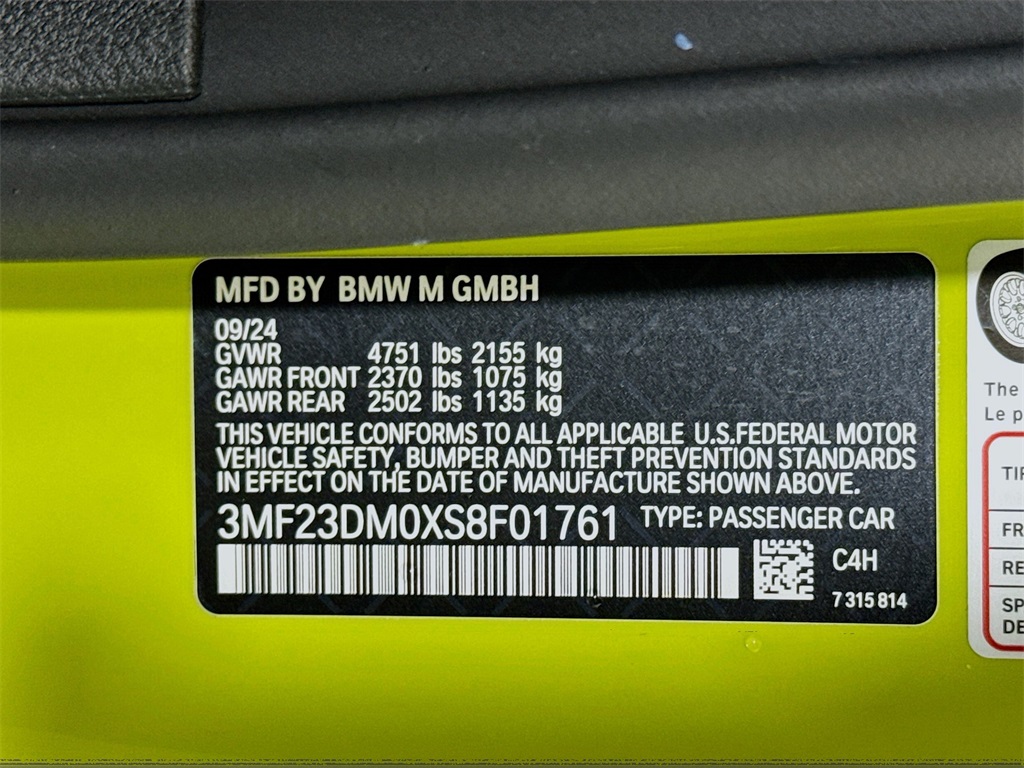 MFD BY BMW M GMBH
09/24
GVWR 4751 lbs 2155 kg
GAWR FRONT 2370 lbs 1075 kg
GAWR REAR 2502 lbs 1135 kg
THIS VEHICLE CONFORMS TO ALL APPLICABLE U.S.FEDERAL MOTOR
VEHICLE SAFETY, BUMPER AND THEFT PREVENTION STANDARDS
IN EFFECT ON THE DATE OF MANUFACTURE SHOWN ABOVE.
3MF23DM0XS8F01761 TYPE: PASSENGER CAR
C4H
7 315 814
The
Le p
TIR
FR
RE
SP
DE